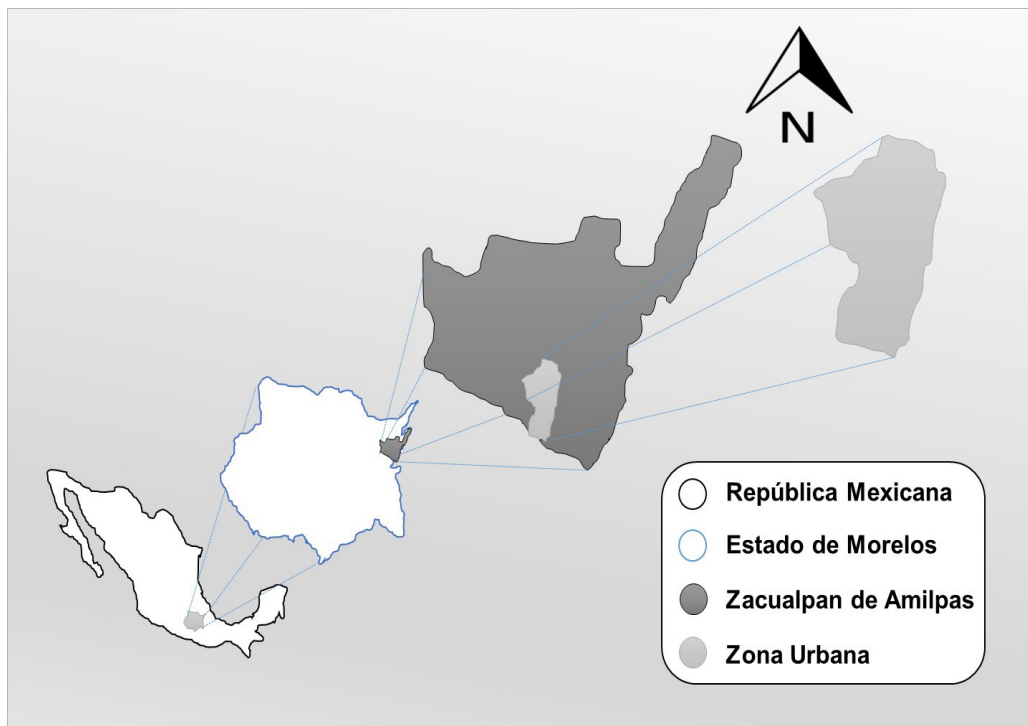 N
República Mexicana
Estado de Morelos
Zacualpan de Amilpas
Zona Urbana